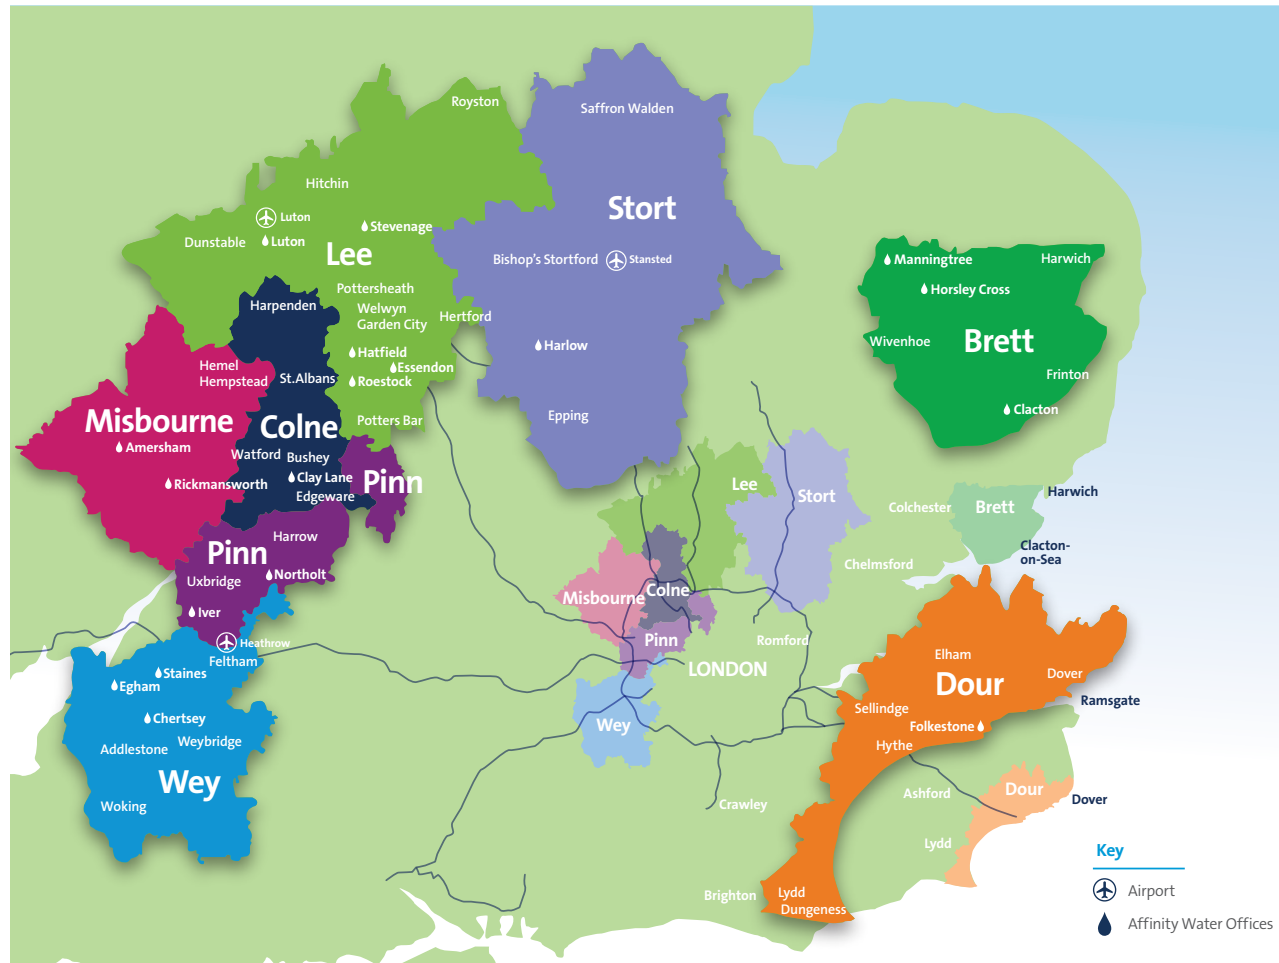 Royston
Saffron Walden
Hitchin
Luton
Stevenage
Dunstable
Luton
Lee
Stort
Bishop's Stortford
Stansted
Pottersheath
Welwyn
Garden City
Hertford
Harpenden
Hatfield
Essendon
Roestock
Potters Bar
Harlow
Epping
Hemel
Hempstead
St.Albans
Misbourne
Amersham
Rickmansworth
Colne
Watford
Bushey
Clay Lane
Edgeware
Pinn
Pinn
Harrow
Uxbridge
Northolt
Iver
Heathrow
Feltham
Staines
Egham
Chertsey
Addlestone
Weybridge
Wey
Woking
Manningtree
Harwich
Horsley Cross
Wivenhoe
Brett
Frinton
Clacton
Lee
Stort
Misbourne
Colne
Pinn
Romford
LONDON
Wey
Crawley
Brighton
Colchester
Brett
Harwich
Clacton-
on-Sea
Chelmsford
Elham
Dover
Dour
Ramsgate
Sellindge
Folkestone
Hythe
Ashford
Dour
Dover
Lydd
Lydd
Dungeness
Key
Airport
Affinity Water Offices